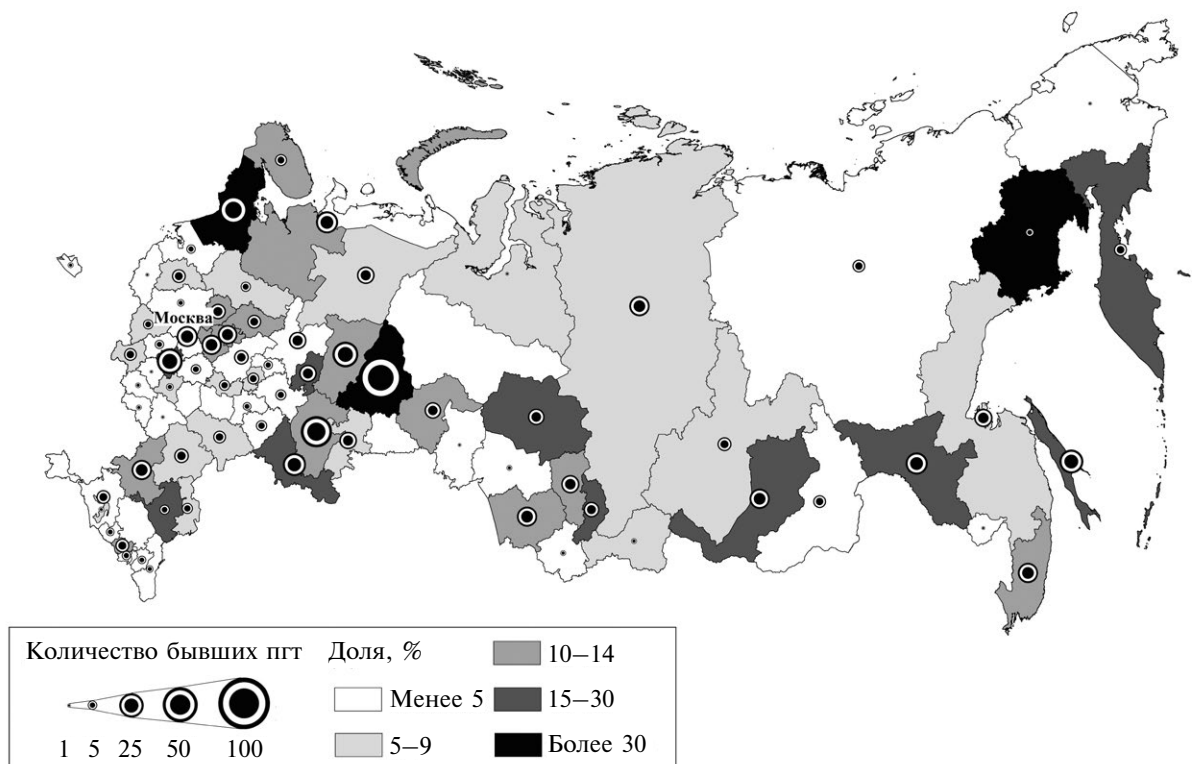 Москва
Количество бывших пгт
1 5 25 50 100
Доля, %
Менее 5
5–9
10–14
15–30
Более 30